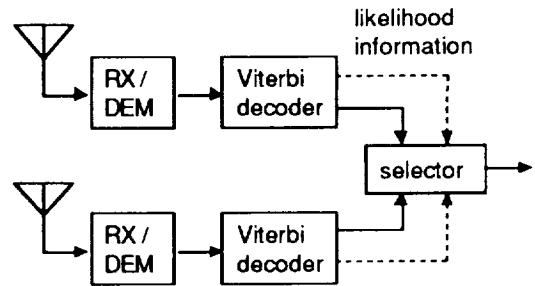 likelihood
information
RX /
DEM
Viterbi
decoder
selector
RX /
DEM
Viterbi
decoder